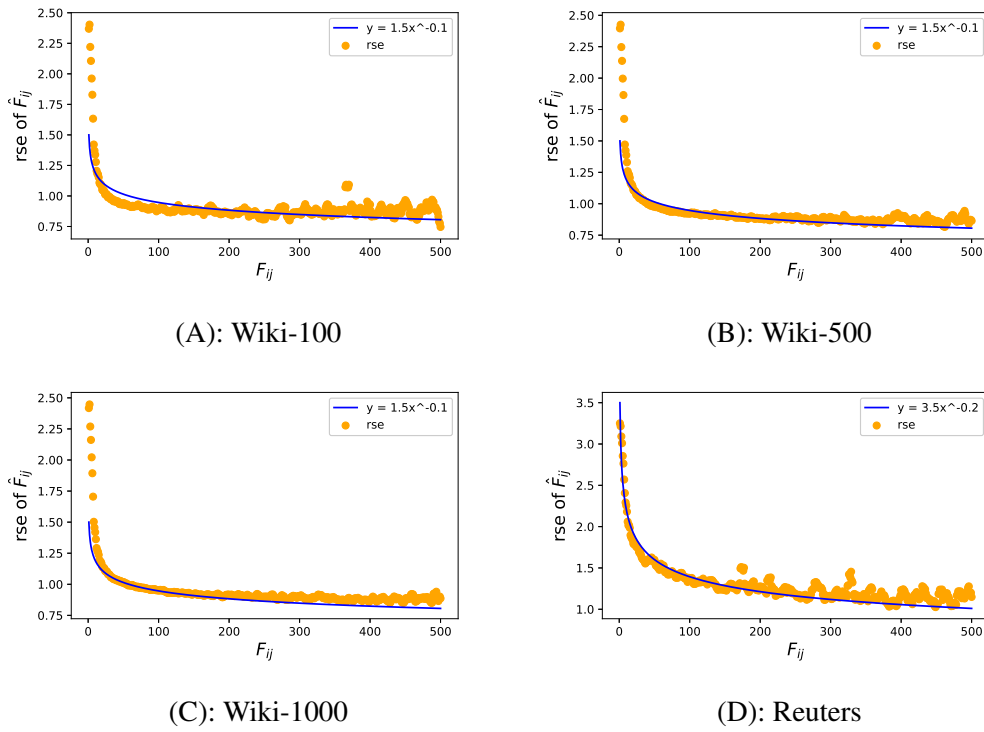 2.50
2.25
2.00
1.75
1.50
1.25
1.00
0.75
rse of F̂ij
0 100 200 300 400 500
Fij
y = 1.5x^-0.1
rse
(A): Wiki-100
2.50
2.25
2.00
1.75
1.50
1.25
1.00
0.75
rse of F̂ij
0 100 200 300 400 500
Fij
y = 1.5x^-0.1
rse
(B): Wiki-500
2.50
2.25
2.00
1.75
1.50
1.25
1.00
0.75
rse of F̂ij
0 100 200 300 400 500
Fij
y = 1.5x^-0.1
rse
(C): Wiki-1000
3.5
3.0
2.5
2.0
1.5
1.0
rse of F̂ij
0 100 200 300 400 500
Fij
y = 3.5x^-0.2
rse
(D): Reuters